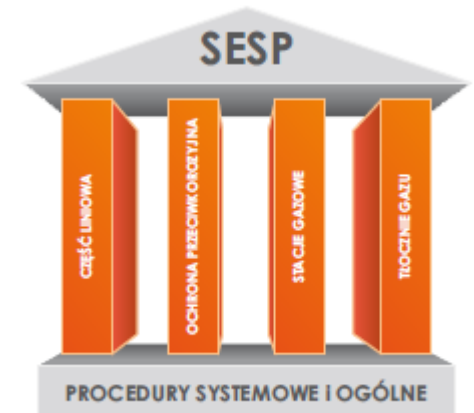 SESP
CZĘŚĆ LINIOWA
OCHRONA PRZECIWKOROZYJNA
STACJE GAZOWE
TŁOCZNIE GAZU
PROCEDURY SYSTEMOWE I OGÓLNE